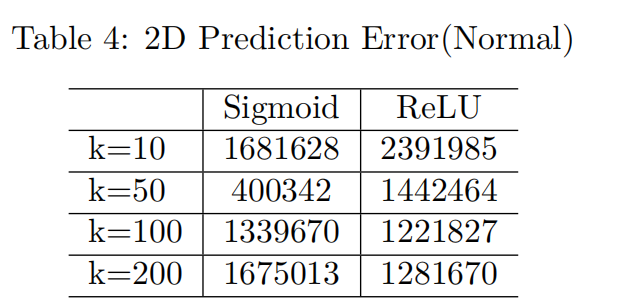 Table 4: 2D Prediction Error(Normal)
Sigmoid ReLU
k=10 1681628 2391985
k=50 400342 1442464
k=100 1339670 1221827
k=200 1675013 1281670